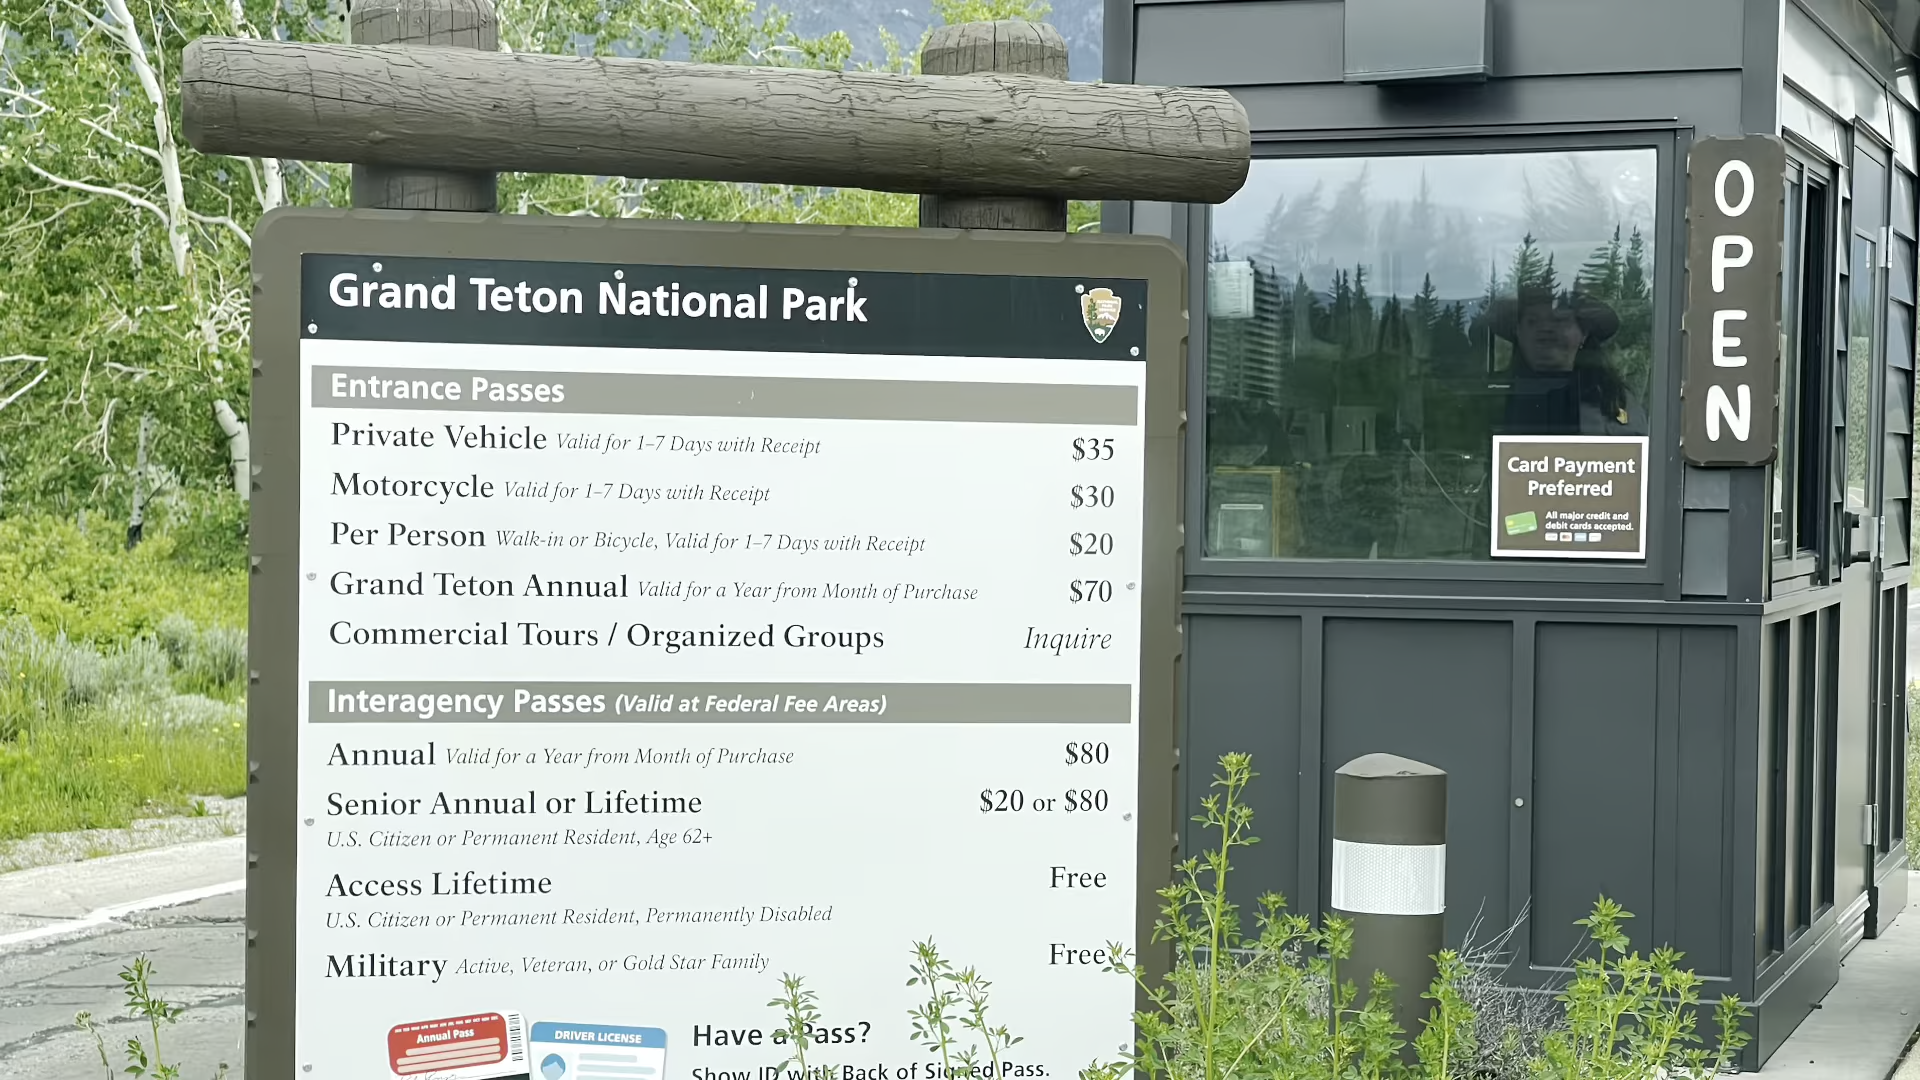 Grand Teton National Park
Entrance Passes
Private Vehicle Valid for 1–7 Days with Receipt $35
Motorcycle Valid for 1–7 Days with Receipt $30
Per Person Walk-in or Bicycle, Valid for 1–7 Days with Receipt $20
Grand Teton Annual Valid for a Year from Month of Purchase $70
Commercial Tours / Organized Groups Inquire
Interagency Passes (Valid at Federal Fee Areas)
Annual Valid for a Year from Month of Purchase $80
Senior Annual or Lifetime $20 or $80
U.S. Citizen or Permanent Resident, Age 62+
Access Lifetime Free
U.S. Citizen or Permanent Resident, Permanently Disabled
Military Active, Veteran, or Gold Star Family Free
Annual Pass
DRIVER LICENSE
Have a Pass?
Show ID with Back of Signed Pass.
OPEN
Card Payment
Preferred
All major credit and
debit cards accepted.